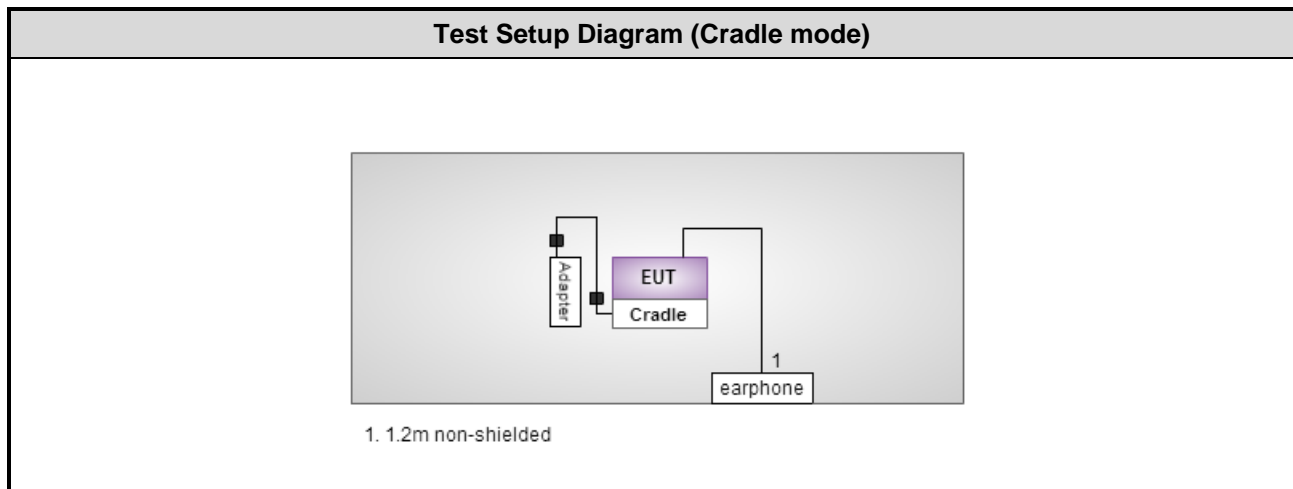 Test Setup Diagram (Cradle mode)
Adapter
EUT
Cradle
1
earphone
1. 1.2m non-shielded